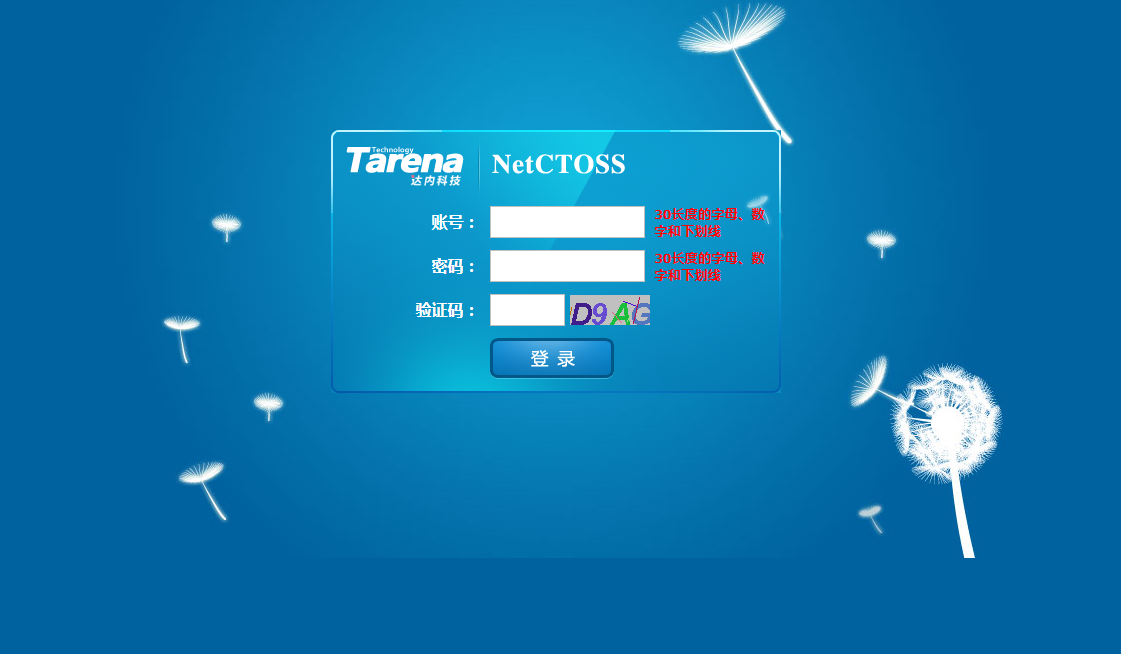 Technology
Tarena
达内科技
NetCTOSS
账号：
30长度的字母、数
字和下划线
密码：
30长度的字母、数
字和下划线
验证码：
D9AG
登 录